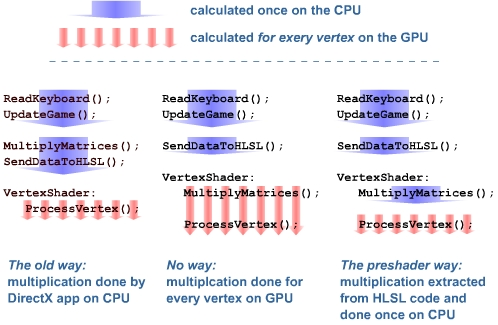 calculated once on the CPU
calculated for every vertex on the GPU
ReadKeyboard();
UpdateGame();
MultiplyMatrices();
SendDataToHLSL();
VertexShader:
ProcessVertex();
The old way:
multiplication done by
DirectX app on CPU
ReadKeyboard();
UpdateGame();
SendDataToHLSL();
VertexShader:
MultiplyMatrices();
ProcessVertex();
No way:
multiplcation done for
every vertex on GPU
ReadKeyboard();
UpdateGame();
SendDataToHLSL();
VertexShader:
MultiplyMatrices();
ProcessVertex();
The preshader way:
multiplication extracted
from HLSL code and
done once on CPU